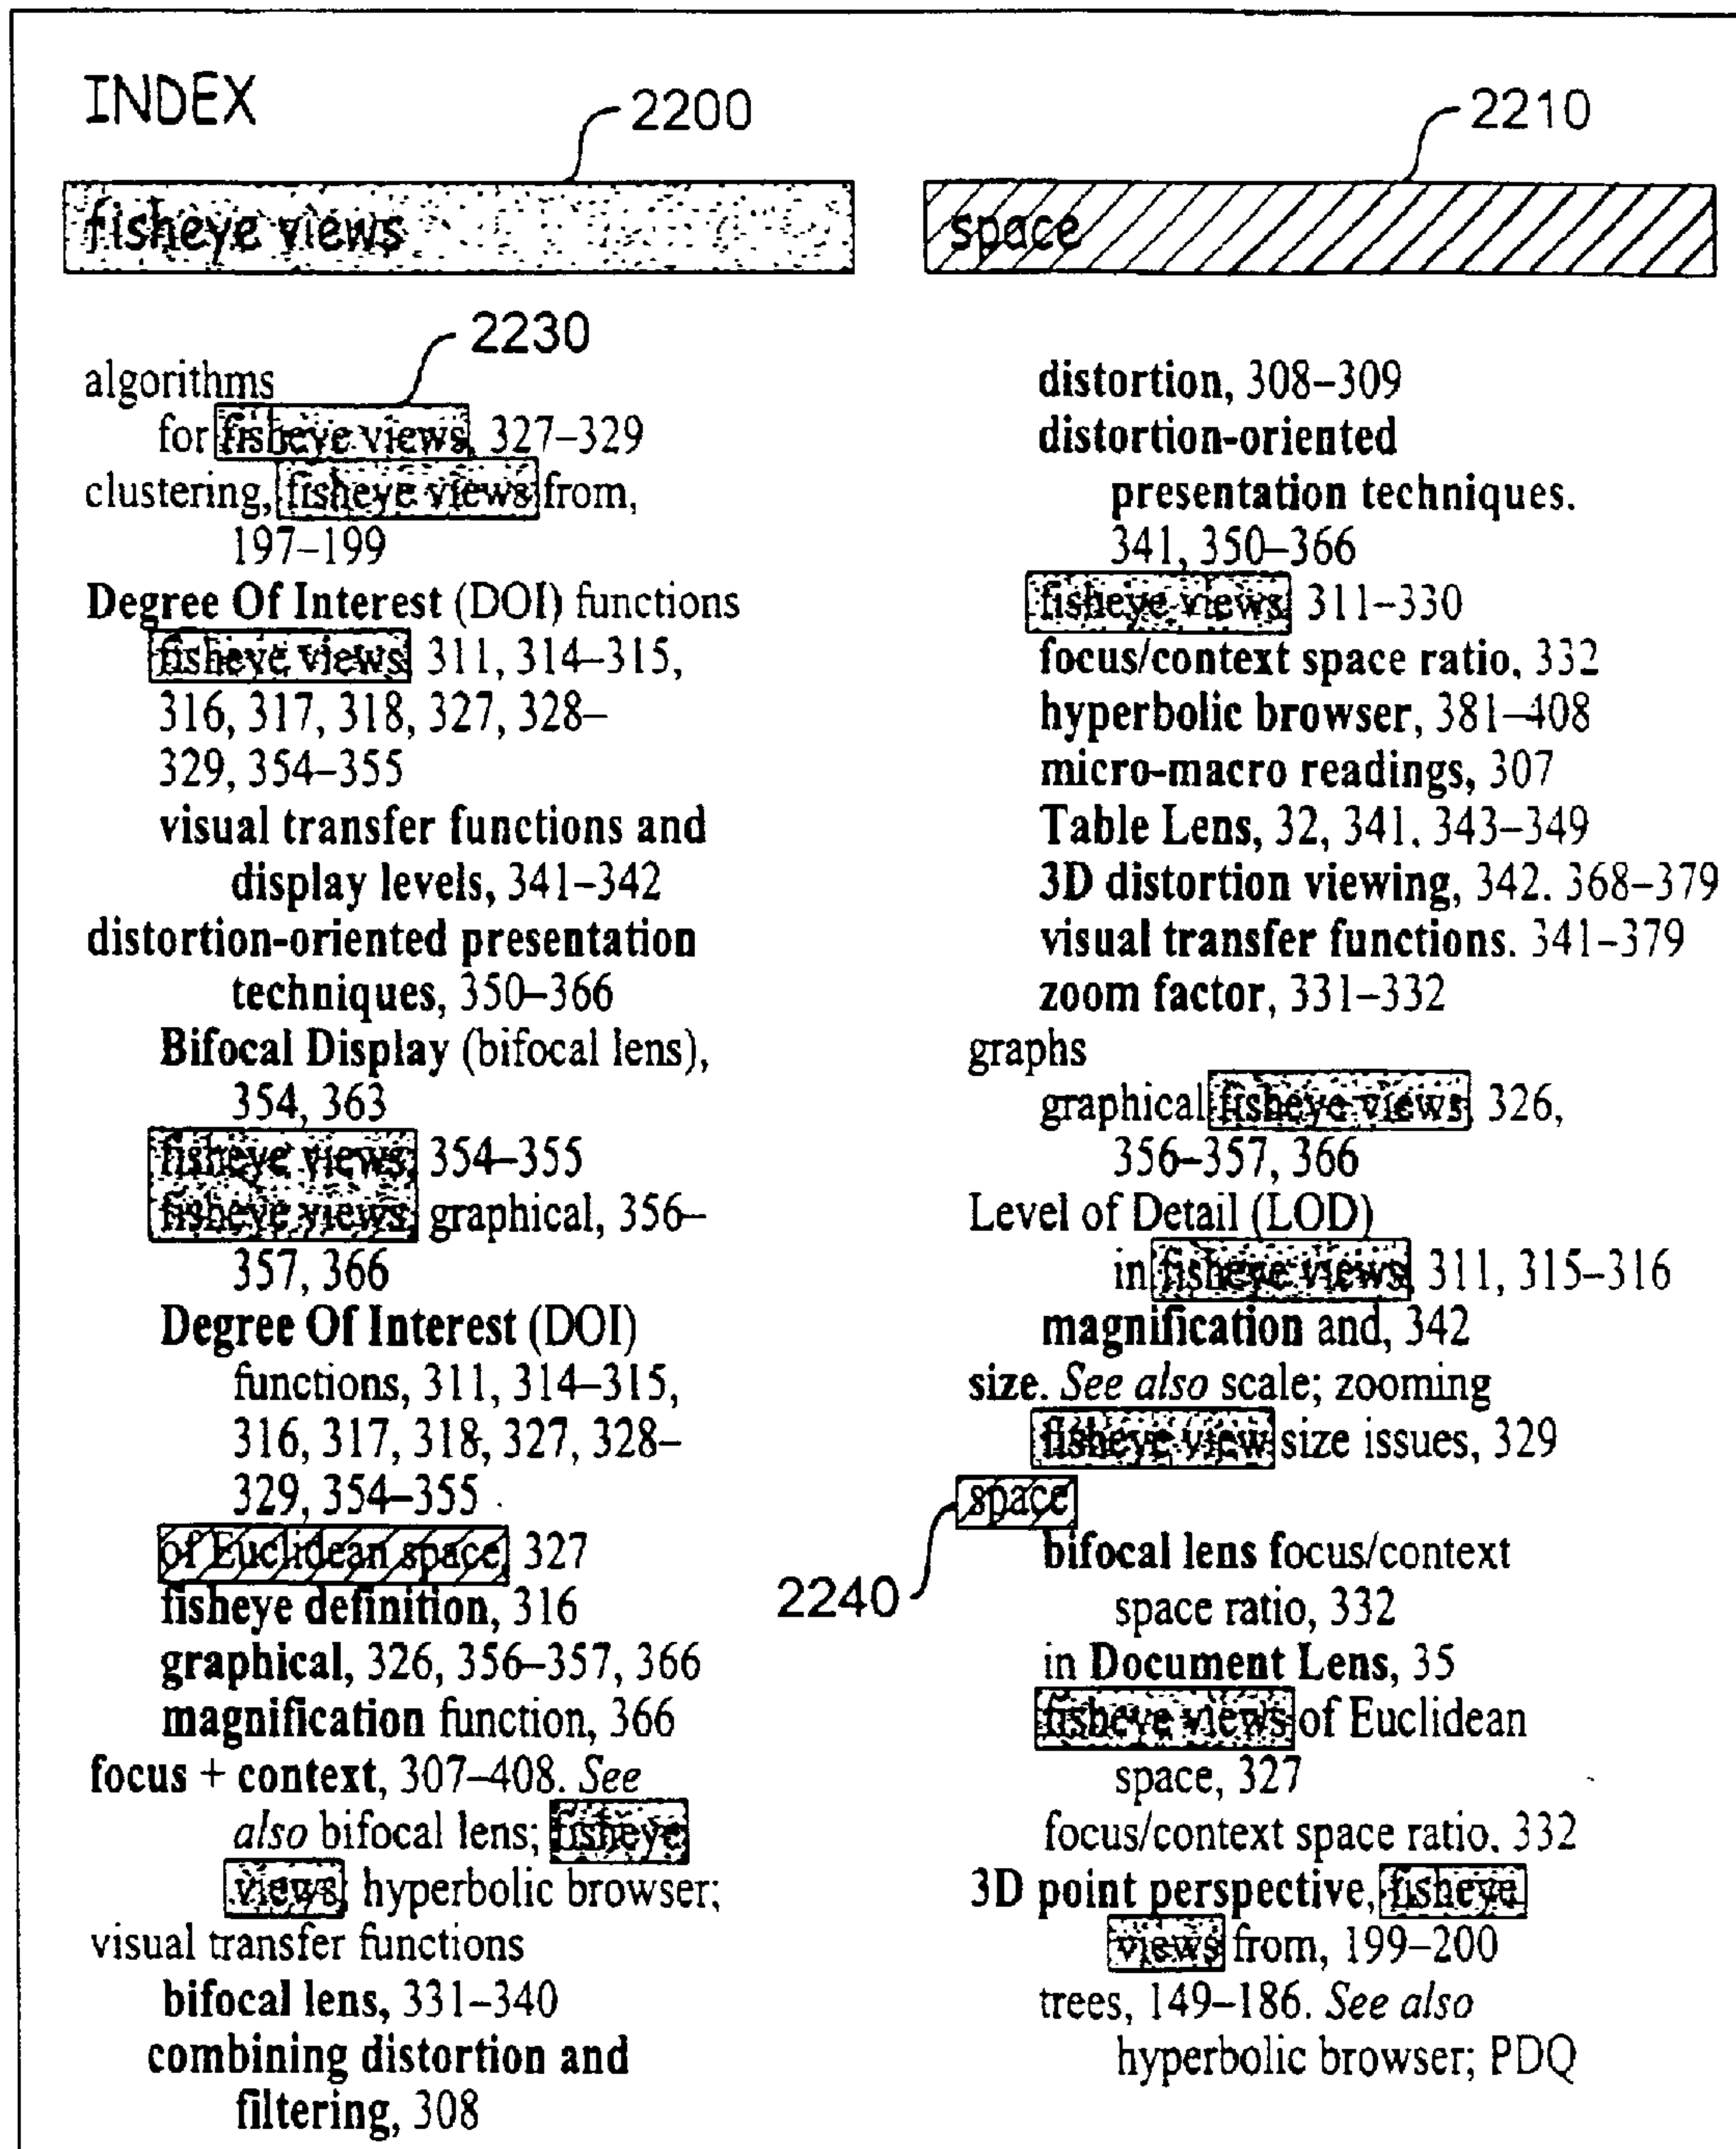 INDEX
2200
2210
fisheye views
space
2230
algorithms
for fisheye views, 327–329
clustering, fisheye views from,
197–199
Degree Of Interest (DOI) functions
fisheye views, 311, 314–315,
316, 317, 318, 327, 328–
329, 354–355
visual transfer functions and
display levels, 341–342
distortion-oriented presentation
techniques, 350–366
Bifocal Display (bifocal lens),
354, 363
fisheye views, 354–355
fisheye views, graphical, 356–
357, 366
Degree Of Interest (DOI)
functions, 311, 314–315,
316, 317, 318, 327, 328–
329, 354–355
of Euclidean space, 327
fisheye definition, 316
graphical, 326, 356–357, 366
magnification function, 366
focus + context, 307–408. See
also bifocal lens; fisheye
views, hyperbolic browser;
visual transfer functions
bifocal lens, 331–340
combining distortion and
filtering, 308
distortion, 308–309
distortion-oriented
presentation techniques.
341, 350–366
fisheye views, 311–330
focus/context space ratio, 332
hyperbolic browser, 381–408
micro-macro readings, 307
Table Lens, 32, 341, 343–349
3D distortion viewing, 342. 368–379
visual transfer functions. 341–379
zoom factor, 331–332
graphs
graphical fisheye views, 326,
356–357, 366
Level of Detail (LOD)
in fisheye views, 311, 315–316
magnification and, 342
size. See also scale; zooming
fisheye view size issues, 329
space
2240
bifocal lens focus/context
space ratio, 332
in Document Lens, 35
fisheye views of Euclidean
space, 327
focus/context space ratio. 332
3D point perspective, fisheye
views from, 199–200
trees, 149–186. See also
hyperbolic browser; PDQ